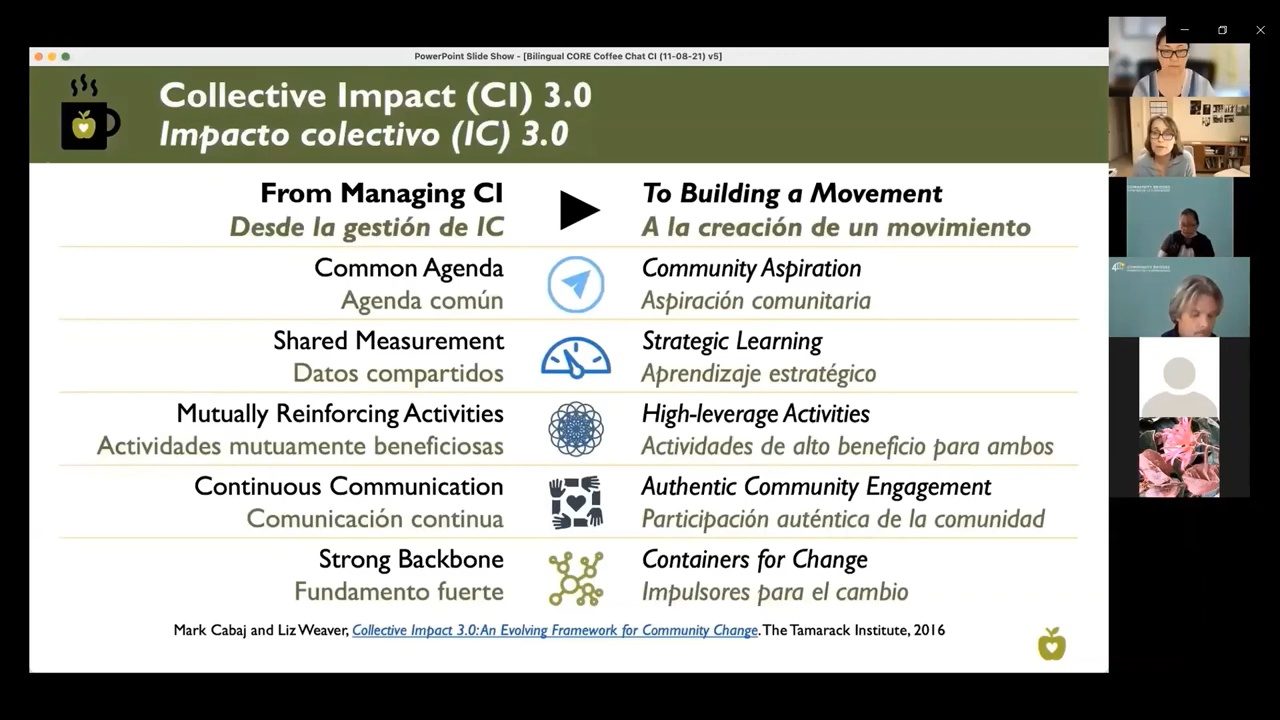 PowerPoint Slide Show - [Bilingual CORE Coffee Chat CI (11-08-21) v5]
Collective Impact (CI) 3.0
Impacto colectivo (IC) 3.0
From Managing CI
To Building a Movement
Desde la gestión de IC
A la creación de un movimiento
Common Agenda
Community Aspiration
Agenda común
Aspiración comunitaria
Shared Measurement
Strategic Learning
Datos compartidos
Aprendizaje estratégico
Mutually Reinforcing Activities
High-leverage Activities
Actividades mutuamente beneficiosas
Actividades de alto beneficio para ambos
Continuous Communication
Authentic Community Engagement
Comunicación continua
Participación auténtica de la comunidad
Strong Backbone
Containers for Change
Fundamento fuerte
Impulsores para el cambio
Mark Cabaj and Liz Weaver, Collective Impact 3.0: An Evolving Framework for Community Change. The Tamarack Institute, 2016
COMMUNITY BRIDGES
COMMUNITY BRIDGES